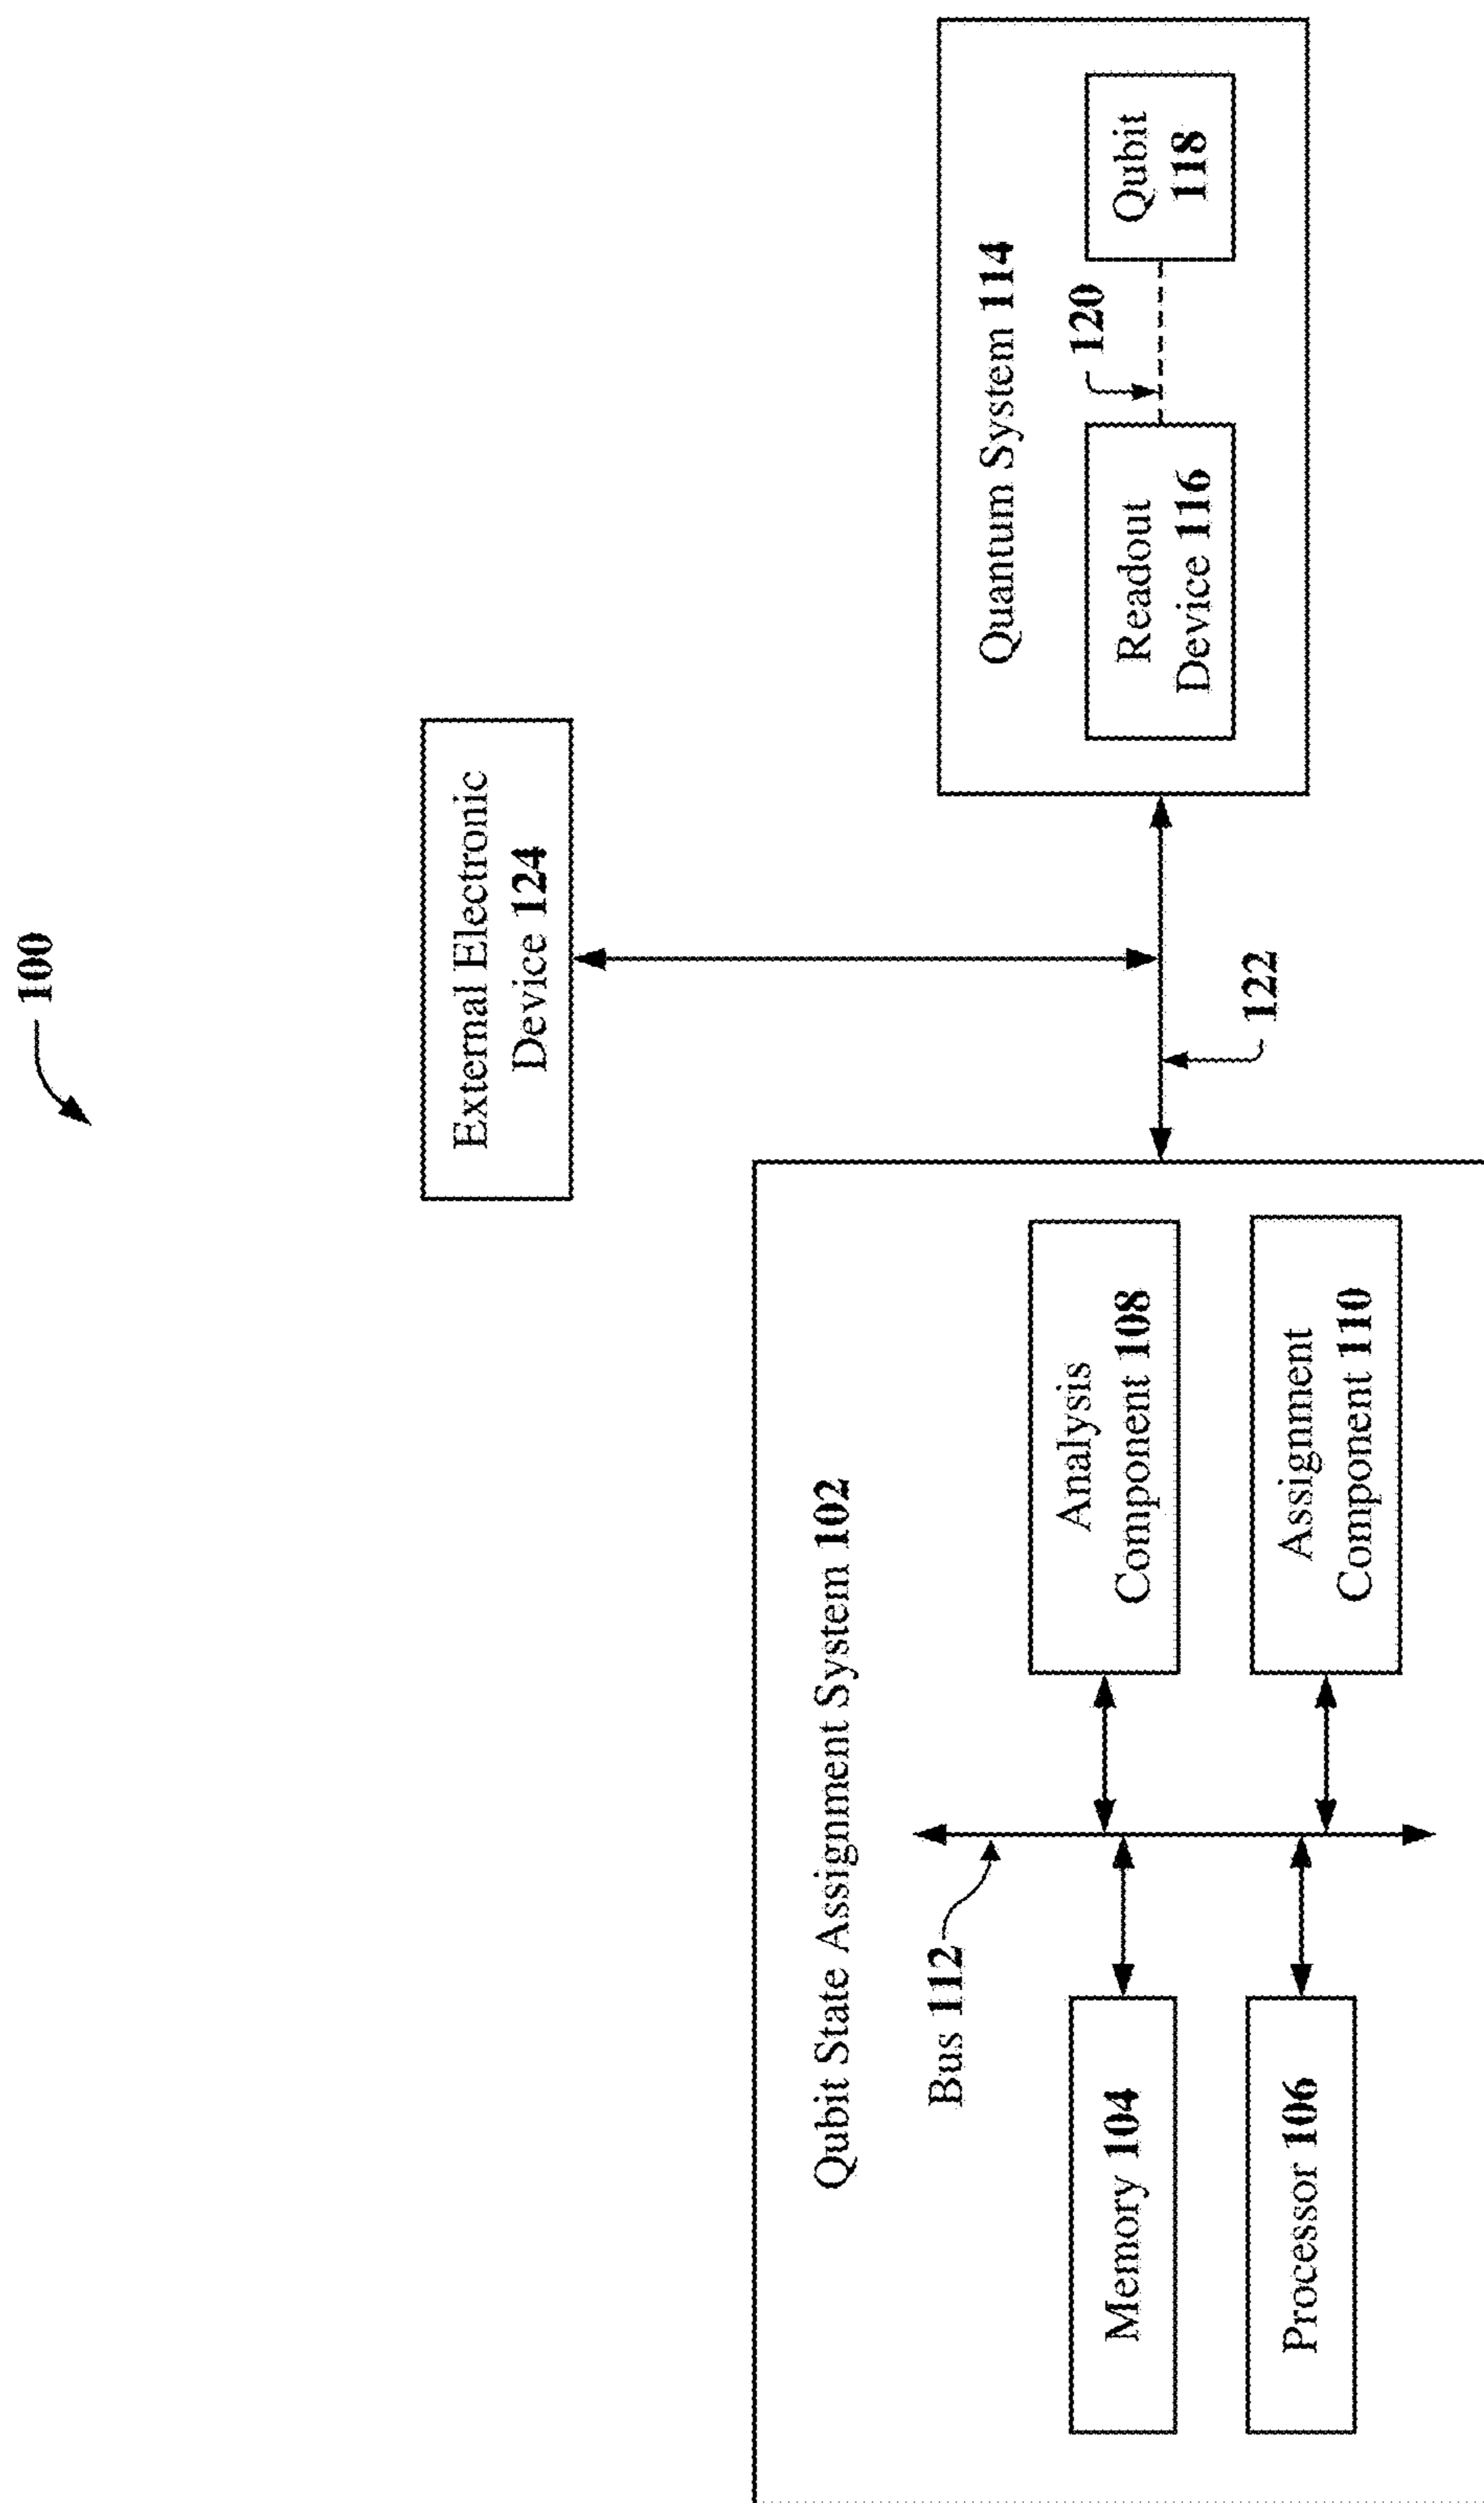 100
External Electronic
Device 124
Qubit State Assignment System 102
Bus 112
Memory 104
Processor 106
Analysis
Component 108
Assignment
Component 110
122
Quantum System 114
120
Readout
Device 116
Qubit
118